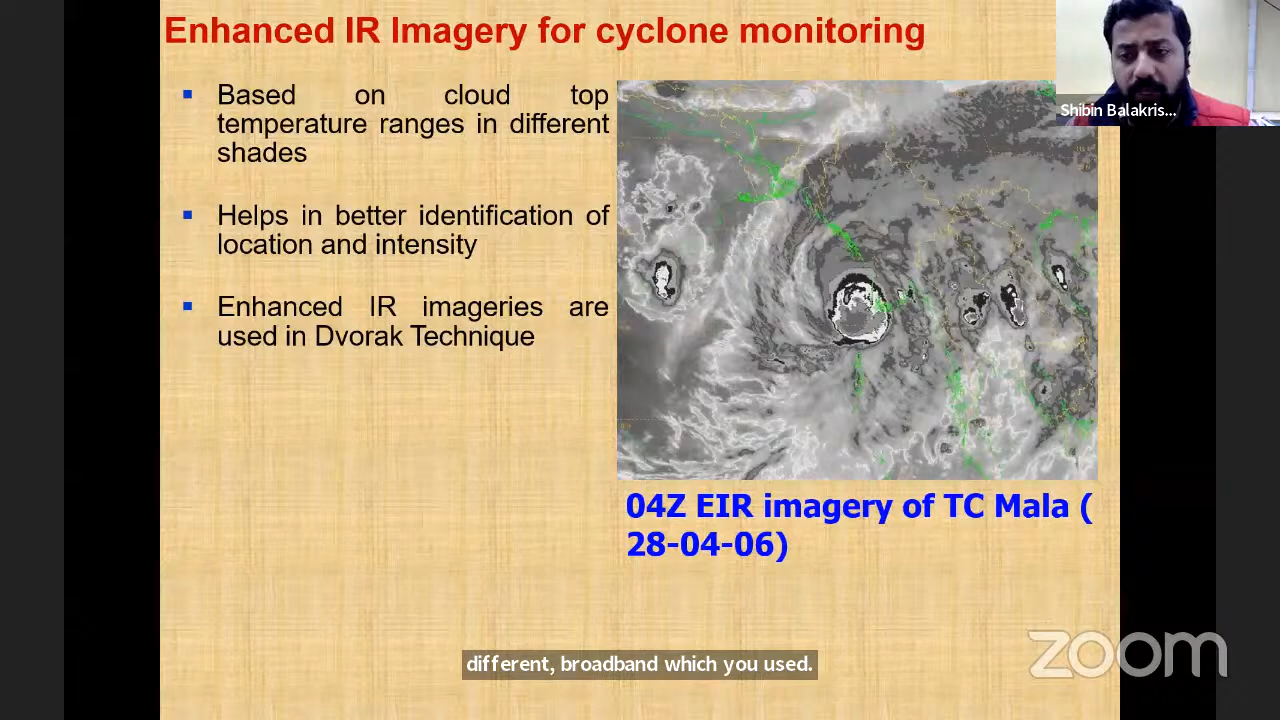 Enhanced IR Imagery for cyclone monitoring
Based on cloud top
temperature ranges in different
shades
Helps in better identification of
location and intensity
Enhanced IR imageries are
used in Dvorak Technique
Shibin Balakris...
04Z EIR imagery of TC Mala (
28-04-06)
different, broadband which you used.
zoom